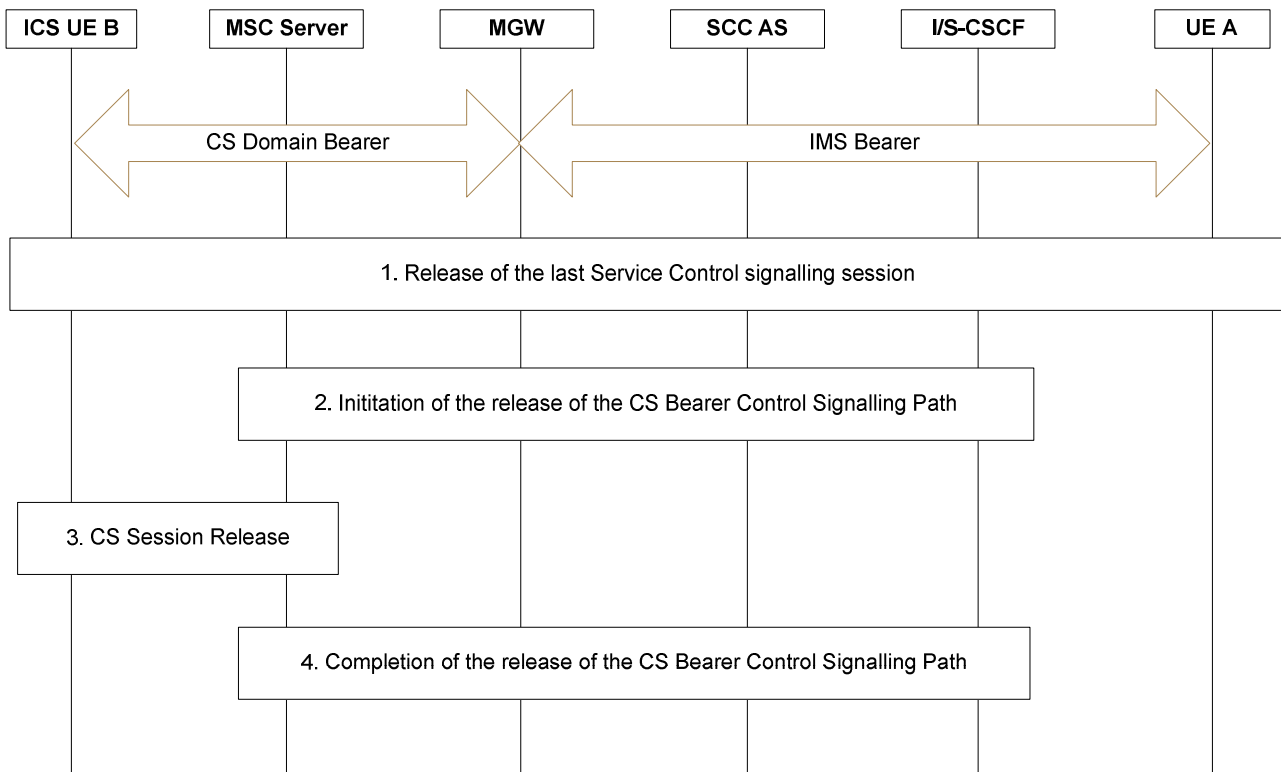 ICS UE B
MSC Server
MGW
SCC AS
I/S-CSCF
UE A
CS Domain Bearer
IMS Bearer
1. Release of the last Service Control signalling session
2. Inititation of the release of the CS Bearer Control Signalling Path
3. CS Session Release
4. Completion of the release of the CS Bearer Control Signalling Path